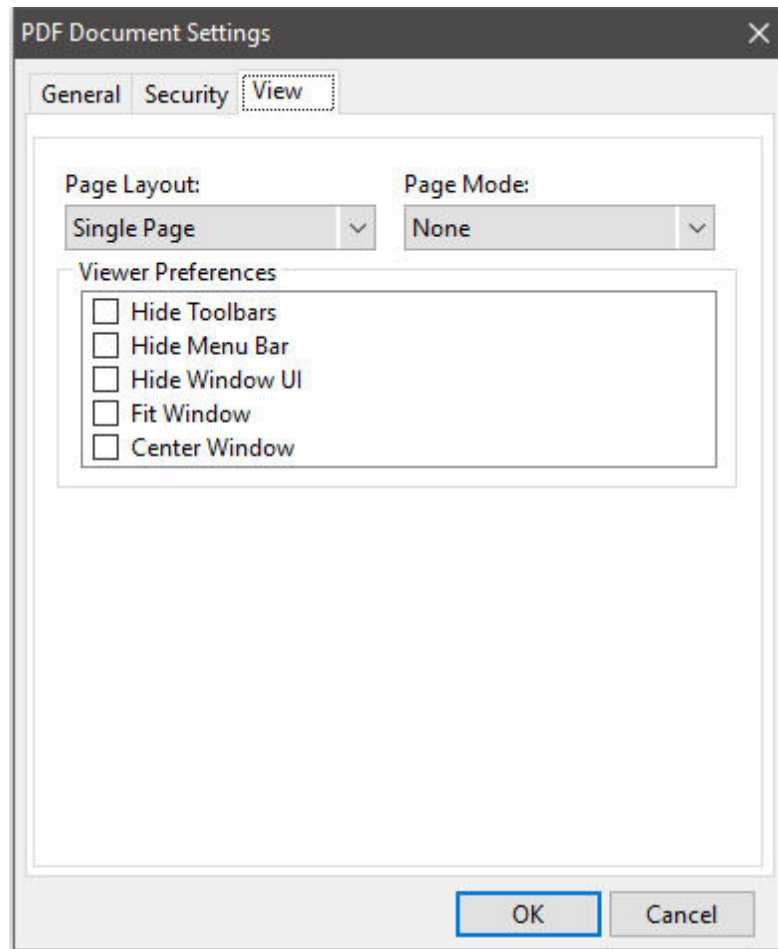 PDF Document Settings
General Security View
Page Layout: Page Mode:
Single Page None
Viewer Preferences
Hide Toolbars
Hide Menu Bar
Hide Window UI
Fit Window
Center Window
OK Cancel